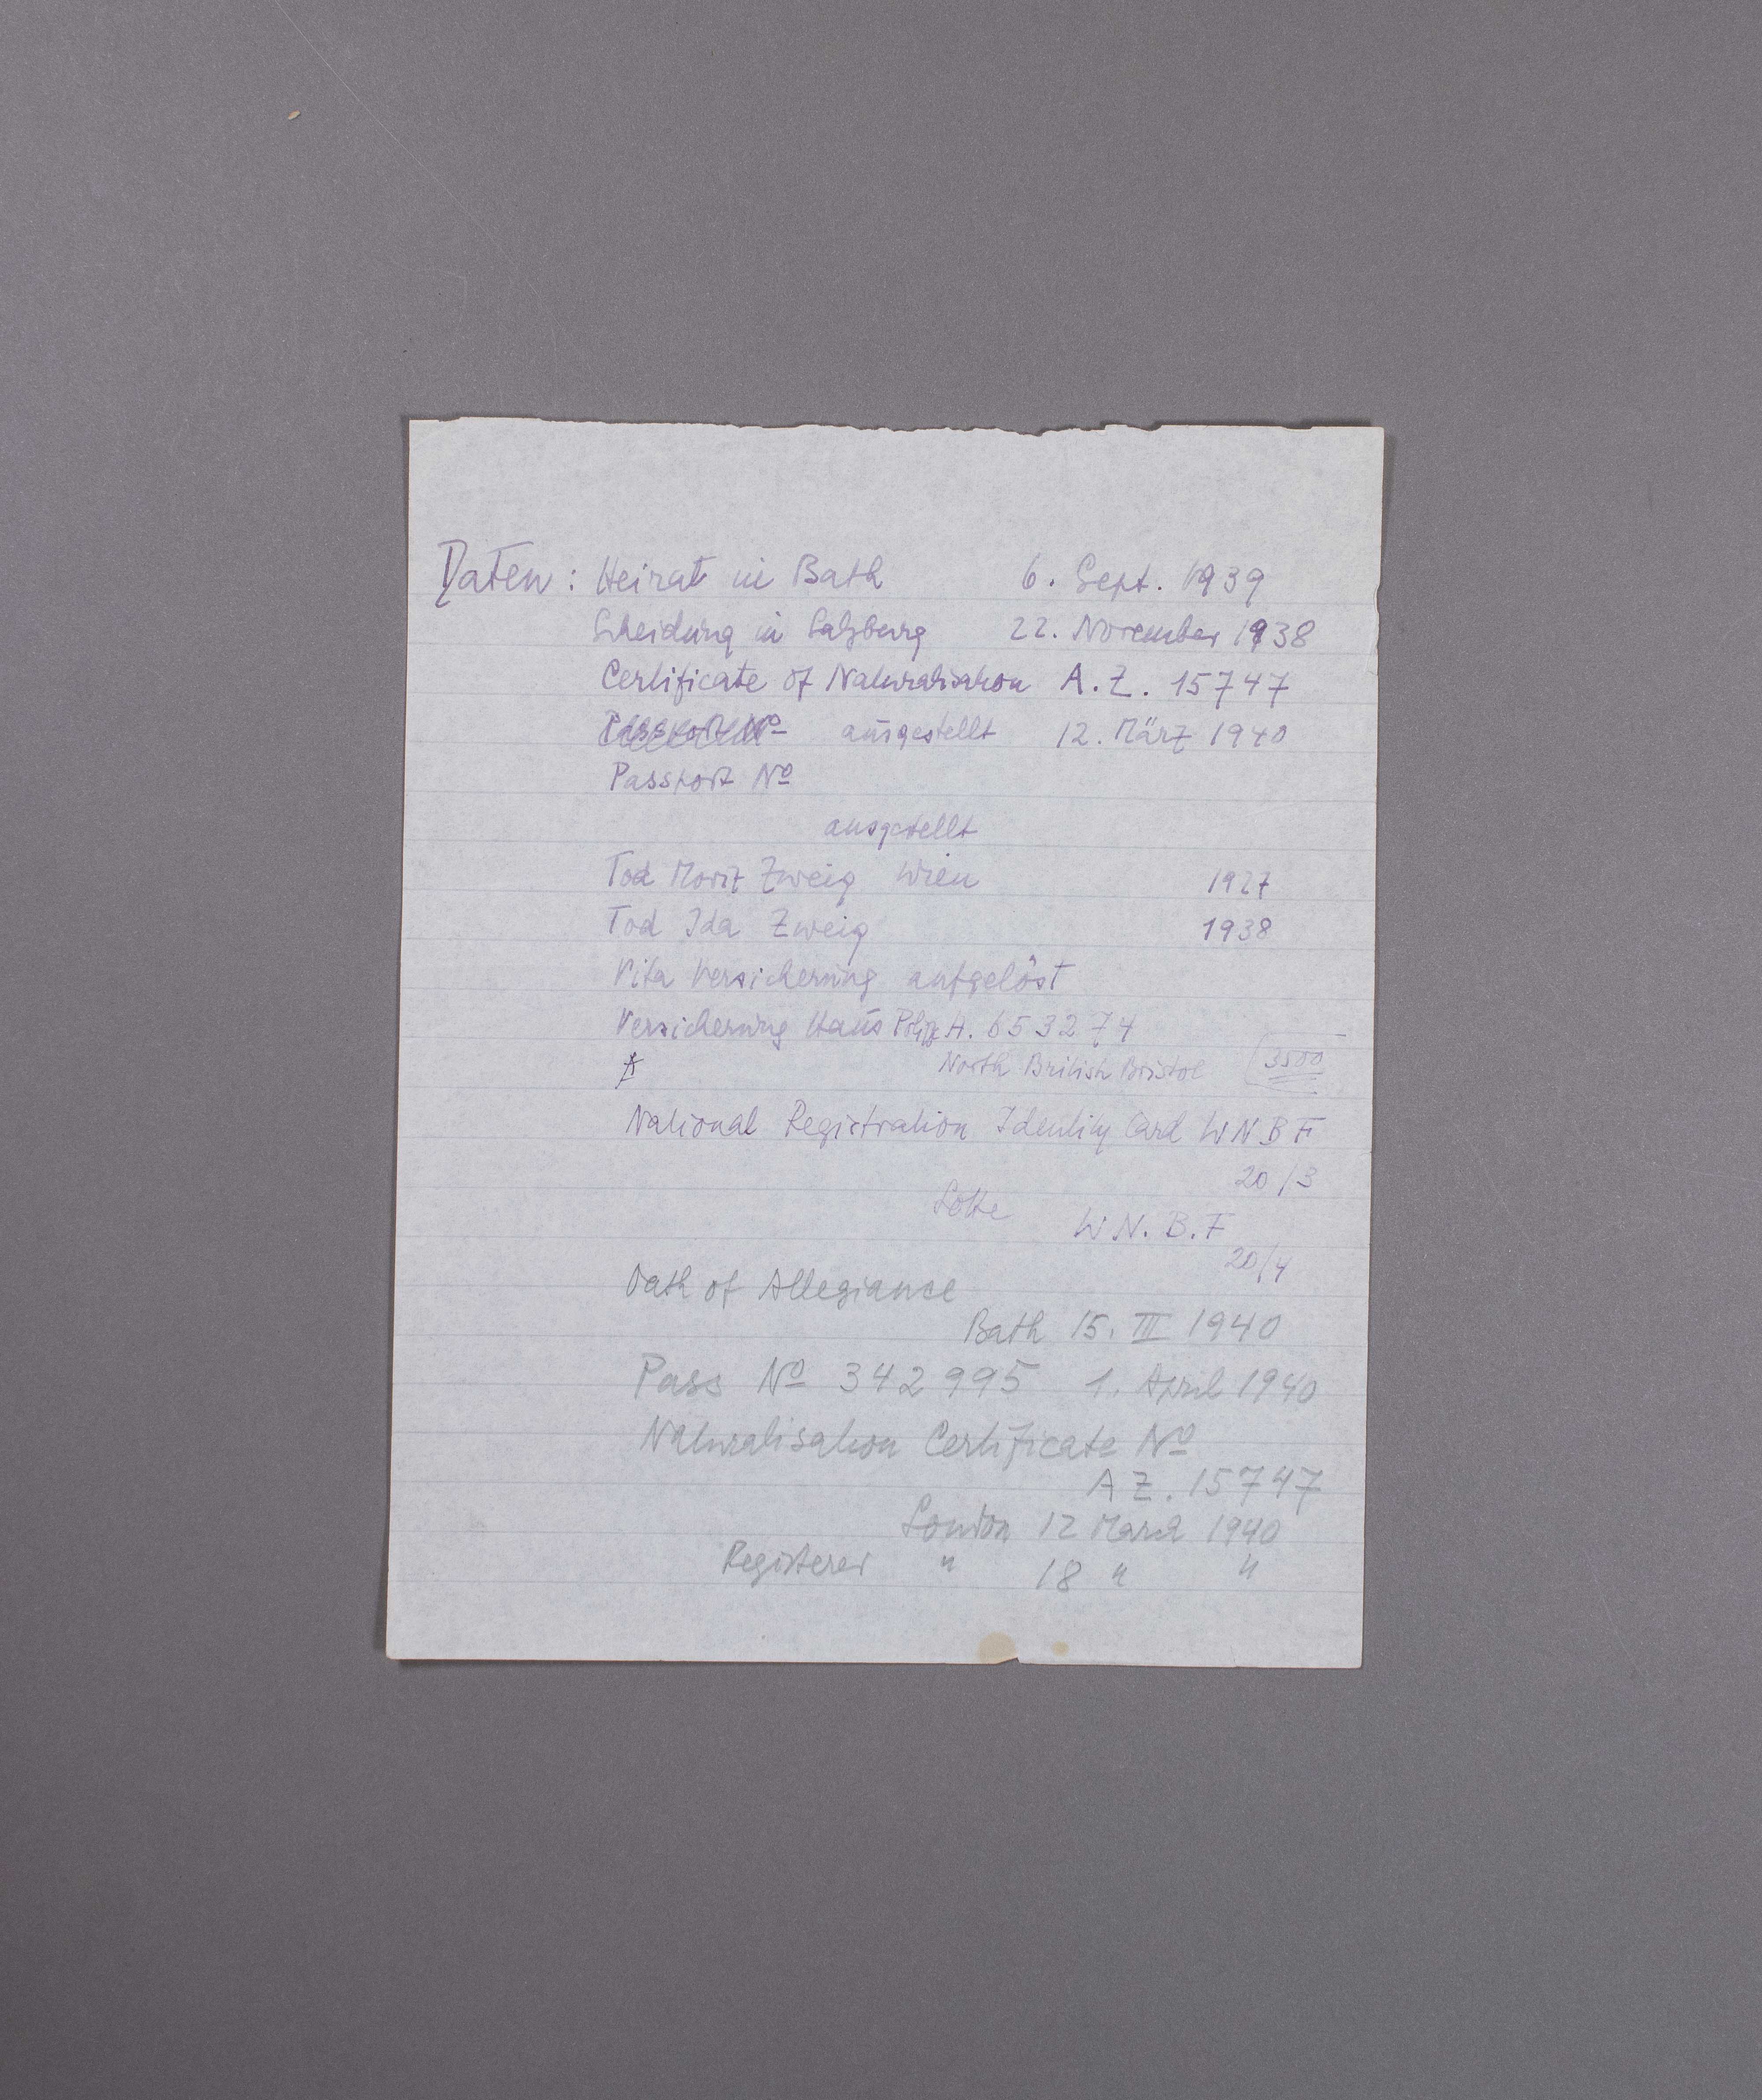 Daten: Heirat in Bath 6. Sept. 1939
Scheidung in Salzburg 22. November 1938
Certificate of Naturalisation A.Z. 15747
Passport No ausgestellt 12. März 1940
Passport No
ausgestellt
Tod Moriz Zweig Wien 1927
Tod Ida Zweig 1938
Vita Versicherung aufgelöst
Versicherung Haus Polizze A. 653274
North British Bristol (3500
National Registration Identity Card WNBF
20/3
Lotte W.N.B.F
20/4
Oath of Allegiance
Bath 15. III 1940
Pass No 342995 1. April 1940
Naturalisation Certificate No
AZ. 15747
London 12 March 1940
Registered " 18 " "